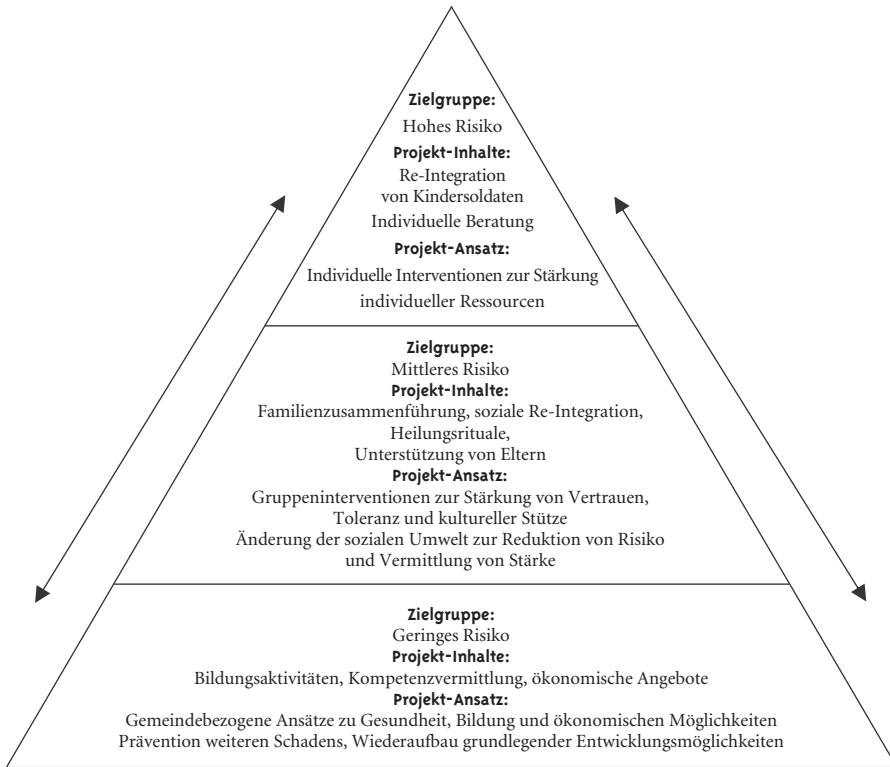 Zielgruppe:
Hohes Risiko
Projekt-Inhalte:
Re-Integration
von Kindersoldaten
Individuelle Beratung
Projekt-Ansatz:
Individuelle Interventionen zur Stärkung
individueller Ressourcen
Zielgruppe:
Mittleres Risiko
Projekt-Inhalte:
Familienzusammenführung, soziale Re-Integration,
Heilungsrituale,
Unterstützung von Eltern
Projekt-Ansatz:
Gruppeninterventionen zur Stärkung von Vertrauen,
Toleranz und kultureller Stütze
Änderung der sozialen Umwelt zur Reduktion von Risiko
und Vermittlung von Stärke
Zielgruppe:
Geringes Risiko
Projekt-Inhalte:
Bildungsaktivitäten, Kompetenzvermittlung, ökonomische Angebote
Projekt-Ansatz:
Gemeindebezogene Ansätze zu Gesundheit, Bildung und ökonomischen Möglichkeiten
Prävention weiteren Schadens, Wiederaufbau grundlegender Entwicklungsmöglichkeiten